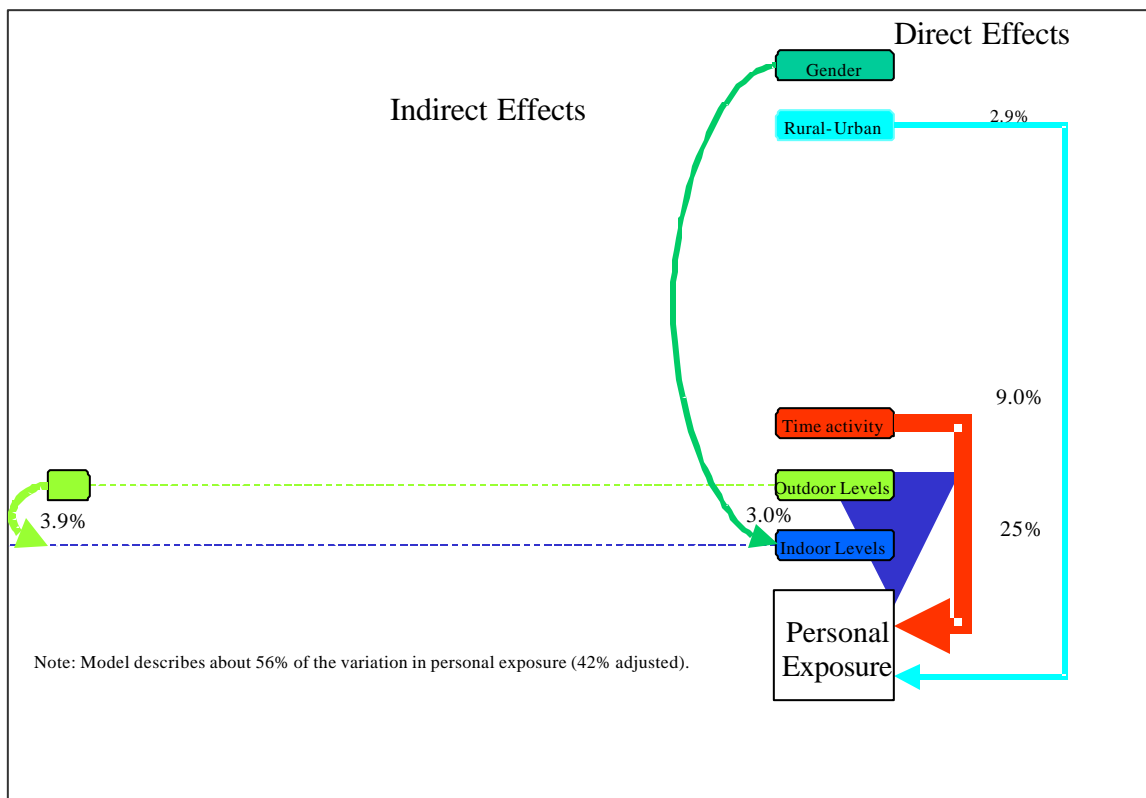 Direct Effects
Gender
Indirect Effects
Rural-Urban
2.9%
9.0%
Time activity
Outdoor Levels
3.9%
3.0%
25%
Indoor Levels
Personal
Exposure
Note: Model describes about 56% of the variation in personal exposure (42% adjusted).